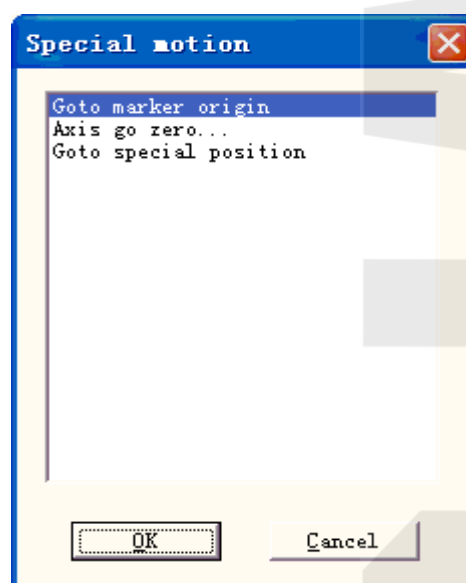 Special motion
Goto marker origin
Axis go zero...
Goto special position
OK
Cancel